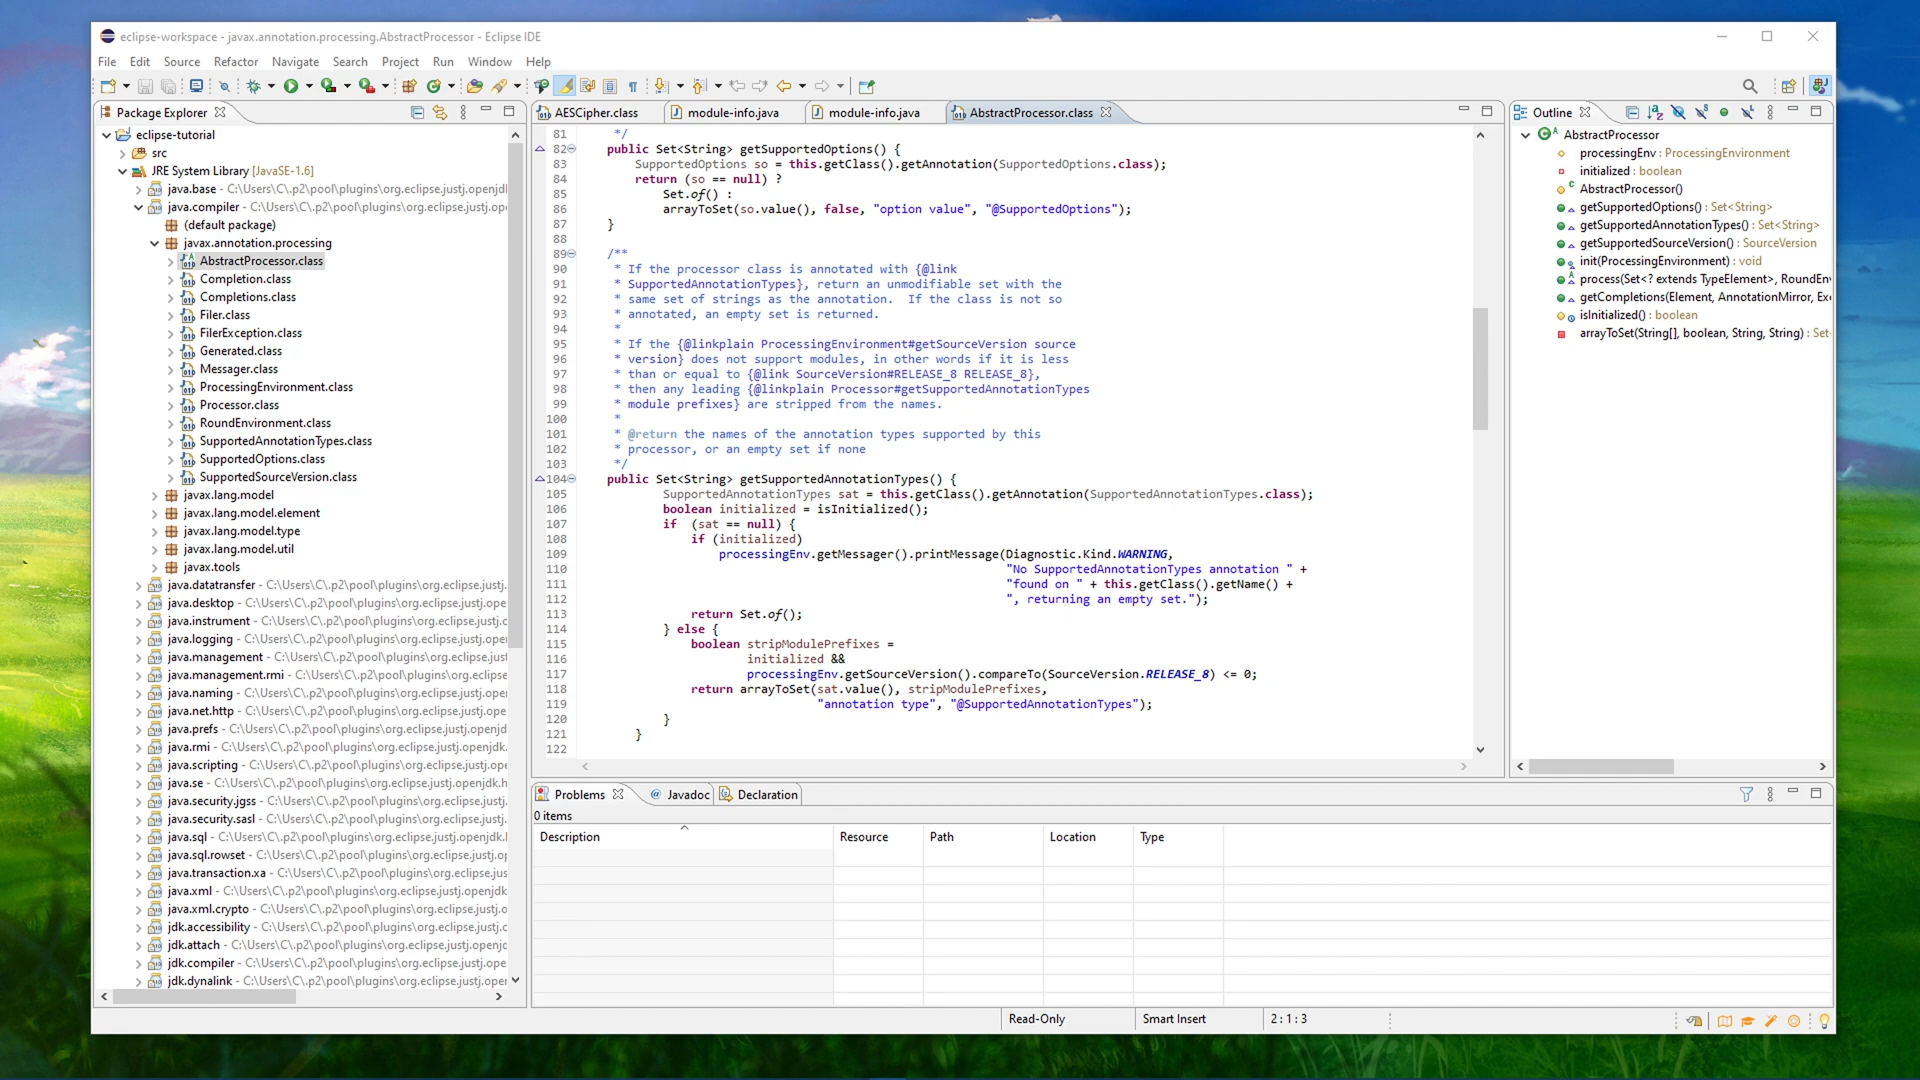 eclipse-workspace - javax.annotation.processing.AbstractProcessor - Eclipse IDE
File Edit Source Refactor Navigate Search Project Run Window Help
Package Explorer
eclipse-tutorial
src
JRE System Library [JavaSE-1.6]
java.base - C:\Users\C\.p2\pool\plugins\org.eclipse.justj.openjdl
java.compiler - C:\Users\C\.p2\pool\plugins\org.eclipse.justj.op
(default package)
javax.annotation.processing
AbstractProcessor.class
Completion.class
Completions.class
Filer.class
FilerException.class
Generated.class
Messager.class
ProcessingEnvironment.class
Processor.class
RoundEnvironment.class
SupportedAnnotationTypes.class
SupportedOptions.class
SupportedSourceVersion.class
javax.lang.model
javax.lang.model.element
javax.lang.model.type
javax.lang.model.util
javax.tools
java.datatransfer - C:\Users\C\.p2\pool\plugins\org.eclipse.justj.
java.desktop - C:\Users\C\.p2\pool\plugins\org.eclipse.justj.ope
java.instrument - C:\Users\C\.p2\pool\plugins\org.eclipse.justj.c
java.logging - C:\Users\C\.p2\pool\plugins\org.eclipse.justj.ope
java.management - C:\Users\C\.p2\pool\plugins\org.eclipse.just
java.management.rmi - C:\Users\C\.p2\pool\plugins\org.eclipse.
java.naming - C:\Users\C\.p2\pool\plugins\org.eclipse.justj.ope
java.net.http - C:\Users\C\.p2\pool\plugins\org.eclipse.justj.ope
java.prefs - C:\Users\C\.p2\pool\plugins\org.eclipse.justj.openjdk.
java.rmi - C:\Users\C\.p2\pool\plugins\org.eclipse.justj.openjdk.
java.scripting - C:\Users\C\.p2\pool\plugins\org.eclipse.justj.ope
java.se - C:\Users\C\.p2\pool\plugins\org.eclipse.justj.openjdk.h
java.security.jgss - C:\Users\C\.p2\pool\plugins\org.eclipse.justj.
java.security.sasl - C:\Users\C\.p2\pool\plugins\org.eclipse.justj.
java.sql - C:\Users\C\.p2\pool\plugins\org.eclipse.justj.openjdk.l
java.sql.rowset - C:\Users\C\.p2\pool\plugins\org.eclipse.justj.op
java.transaction.xa - C:\Users\C\.p2\pool\plugins\org.eclipse.just
java.xml - C:\Users\C\.p2\pool\plugins\org.eclipse.justj.openjdk
java.xml.crypto - C:\Users\C\.p2\pool\plugins\org.eclipse.justj.o
jdk.accessibility - C:\Users\C\.p2\pool\plugins\org.eclipse.justj.o
jdk.attach - C:\Users\C\.p2\pool\plugins\org.eclipse.justj.openjc
jdk.compiler - C:\Users\C\.p2\pool\plugins\org.eclipse.justj.ope
jdk.dynalink - C:\Users\C\.p2\pool\plugins\org.eclipse.justj.oper
AESCipher.class module-info.java module-info.java AbstractProcessor.class
81 */
82 public Set<String> getSupportedOptions() {
83 SupportedOptions so = this.getClass().getAnnotation(SupportedOptions.class);
84 return (so == null) ?
85 Set.of() :
86 arrayToSet(so.value(), false, "option value", "@SupportedOptions");
87 }
88
89 /**
90 * If the processor class is annotated with {@link
91 * SupportedAnnotationTypes}, return an unmodifiable set with the
92 * same set of strings as the annotation.  If the class is not so
93 * annotated, an empty set is returned.
94 *
95 * If the {@linkplain ProcessingEnvironment#getSourceVersion source
96 * version} does not support modules, in other words if it is less
97 * than or equal to {@link SourceVersion#RELEASE_8 RELEASE_8},
98 * then any leading {@linkplain Processor#getSupportedAnnotationTypes
99 * module prefixes} are stripped from the names.
100 *
101 * @return the names of the annotation types supported by this
102 * processor, or an empty set if none
103 */
104 public Set<String> getSupportedAnnotationTypes() {
105 SupportedAnnotationTypes sat = this.getClass().getAnnotation(SupportedAnnotationTypes.class);
106 boolean initialized = isInitialized();
107 if  (sat == null) {
108 if (initialized)
109 processingEnv.getMessager().printMessage(Diagnostic.Kind.WARNING,
110 "No SupportedAnnotationTypes annotation " +
111 "found on " + this.getClass().getName() +
112 ", returning an empty set.");
113 return Set.of();
114 } else {
115 boolean stripModulePrefixes =
116 initialized &&
117 processingEnv.getSourceVersion().compareTo(SourceVersion.RELEASE_8) <= 0;
118 return arrayToSet(sat.value(), stripModulePrefixes,
119 "annotation type", "@SupportedAnnotationTypes");
120 }
121 }
122
Outline
AbstractProcessor
processingEnv : ProcessingEnvironment
initialized : boolean
AbstractProcessor()
getSupportedOptions() : Set<String>
getSupportedAnnotationTypes() : Set<String>
getSupportedSourceVersion() : SourceVersion
init(ProcessingEnvironment) : void
process(Set<? extends TypeElement>, RoundEn
getCompletions(Element, AnnotationMirror, Ex
isInitialized() : boolean
arrayToSet(String[], boolean, String, String) : Set
Problems Javadoc Declaration
0 items
Description Resource Path Location Type
Read-Only Smart Insert 2:1:3